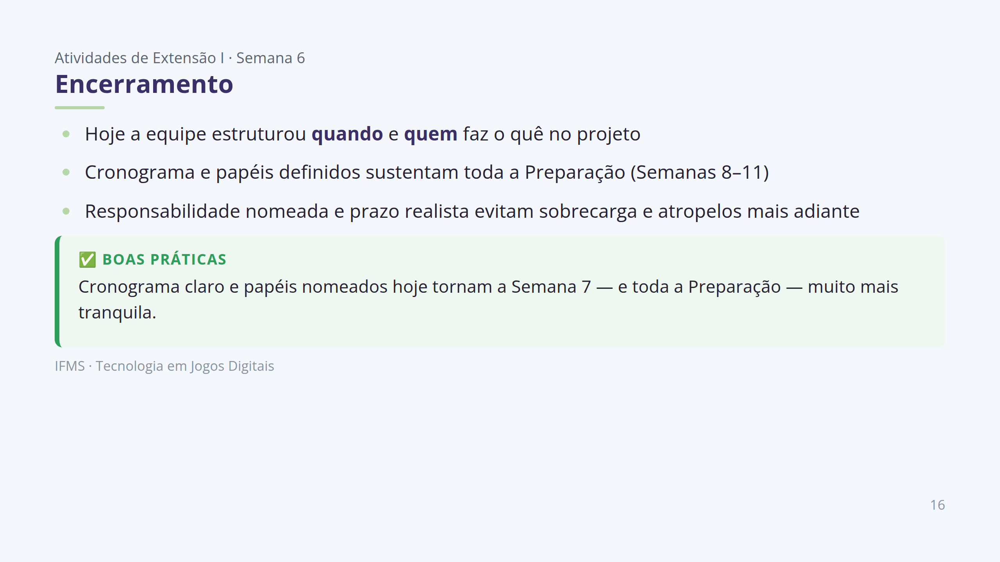 Atividades de Extensão I · Semana 6
Encerramento
Hoje a equipe estruturou quando e quem faz o quê no projeto
Cronograma e papéis definidos sustentam toda a Preparação (Semanas 8–11)
Responsabilidade nomeada e prazo realista evitam sobrecarga e atropelos mais adiante
✅ BOAS PRÁTICAS
Cronograma claro e papéis nomeados hoje tornam a Semana 7 — e toda a Preparação — muito mais
tranquila.
IFMS · Tecnologia em Jogos Digitais
16